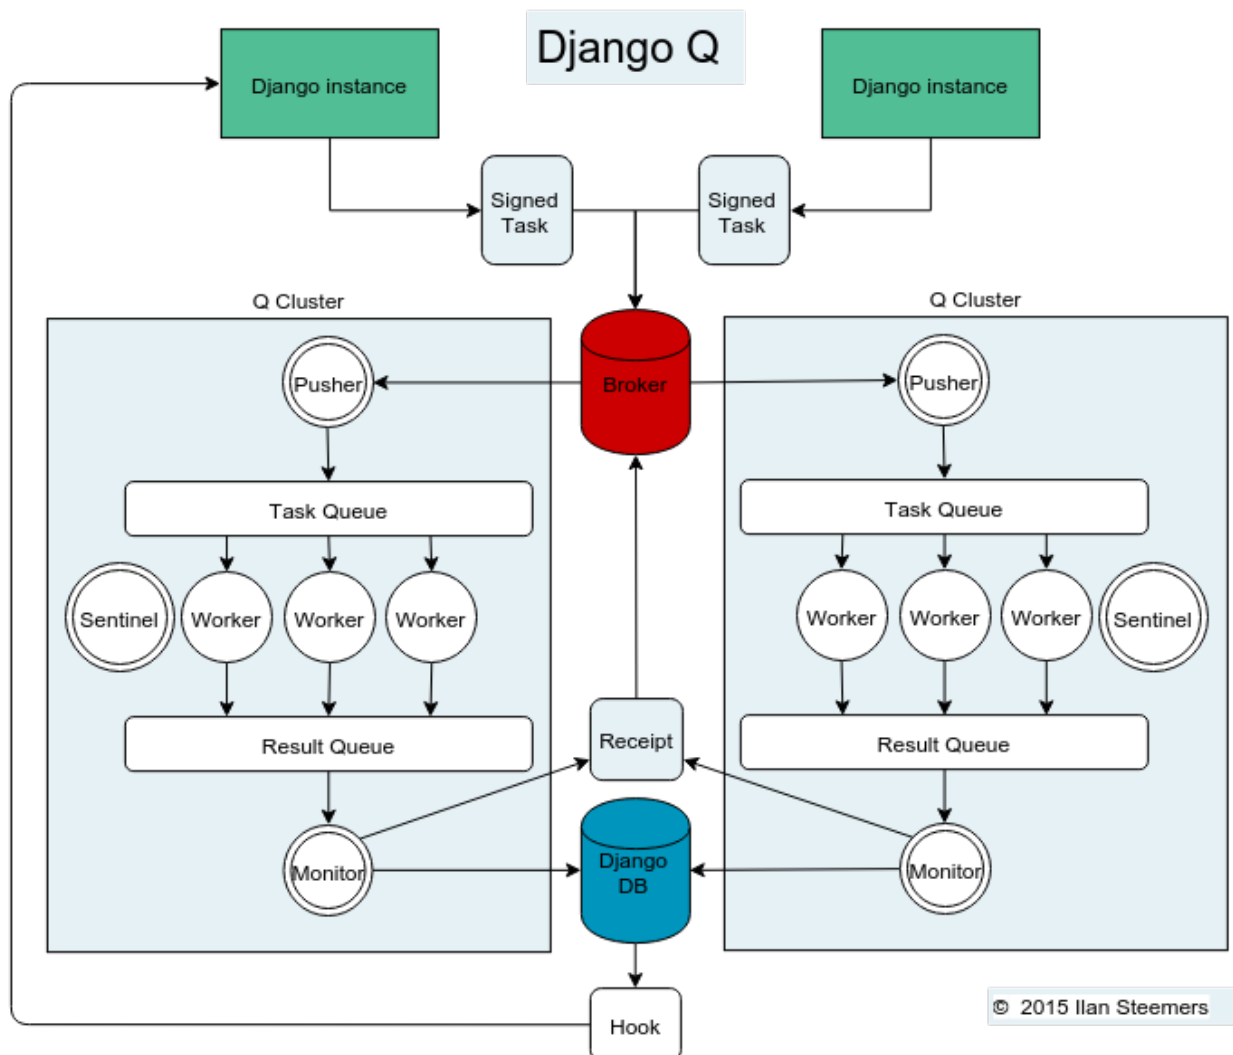 Django Q
Django instance
Django instance
Signed
Task
Signed
Task
Q Cluster
Q Cluster
Pusher
Broker
Pusher
Task Queue
Task Queue
Sentinel
Worker
Worker
Worker
Worker
Worker
Worker
Sentinel
Result Queue
Receipt
Result Queue
Monitor
Django
DB
Monitor
Hook
© 2015 Ilan Steemers